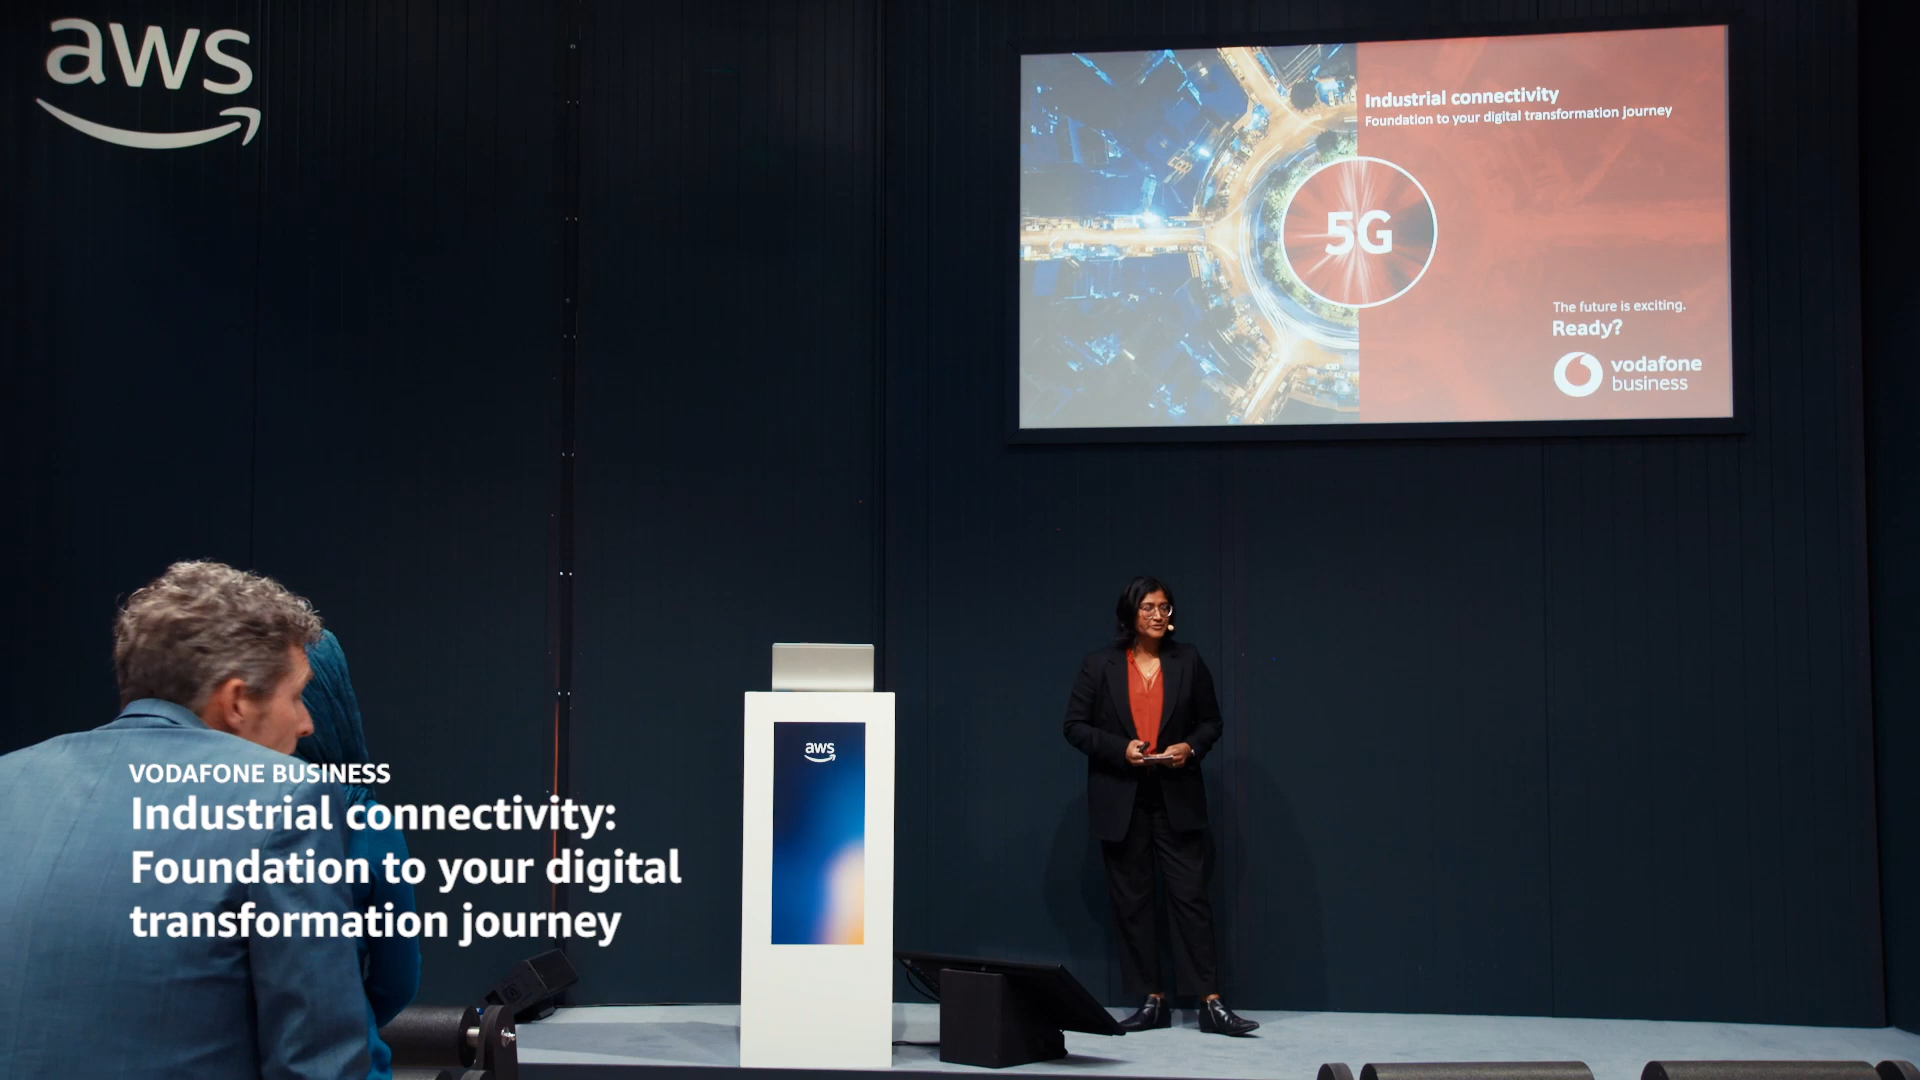 aws
Industrial connectivity
Foundation to your digital transformation journey
5G
The future is exciting.
Ready?
vodafone
business
aws
VODAFONE BUSINESS
Industrial connectivity:
Foundation to your digital
transformation journey